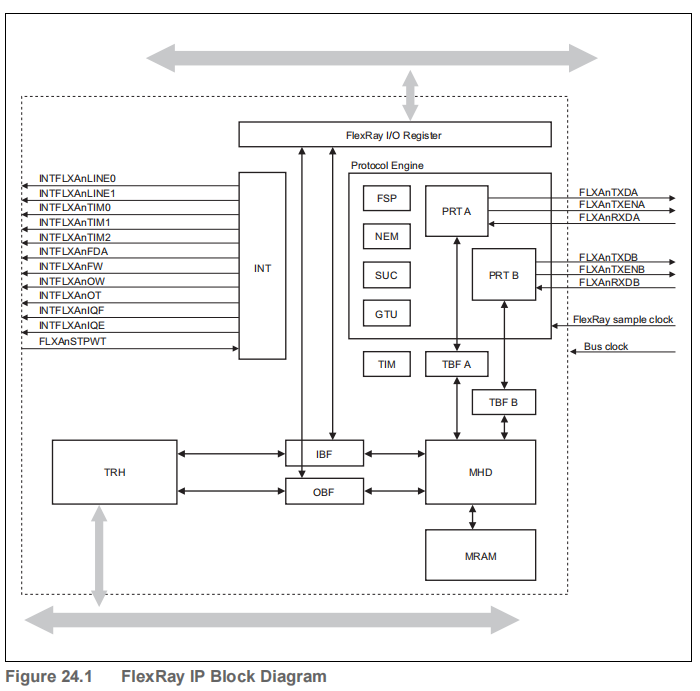 FlexRay I/O Register
Protocol Engine
INTFLXAnLINE0
INTFLXAnLINE1
INTFLXAnTIM0
INTFLXAnTIM1
INTFLXAnTIM2
INTFLXAnFDA
INTFLXAnFW
INTFLXAnOW
INTFLXAnOT
INTFLXAnIQF
INTFLXAnIQE
FLXAnSTPWT
INT
FSP
NEM
SUC
GTU
TIM
PRT A
PRT B
FLXAnTXDA
FLXAnTXENA
FLXAnRXDA
FLXAnTXDB
FLXAnTXENB
FLXAnRXDB
FlexRay sample clock
Bus clock
TBF A
TBF B
TRH
IBF
OBF
MHD
MRAM
Figure 24.1 FlexRay IP Block Diagram